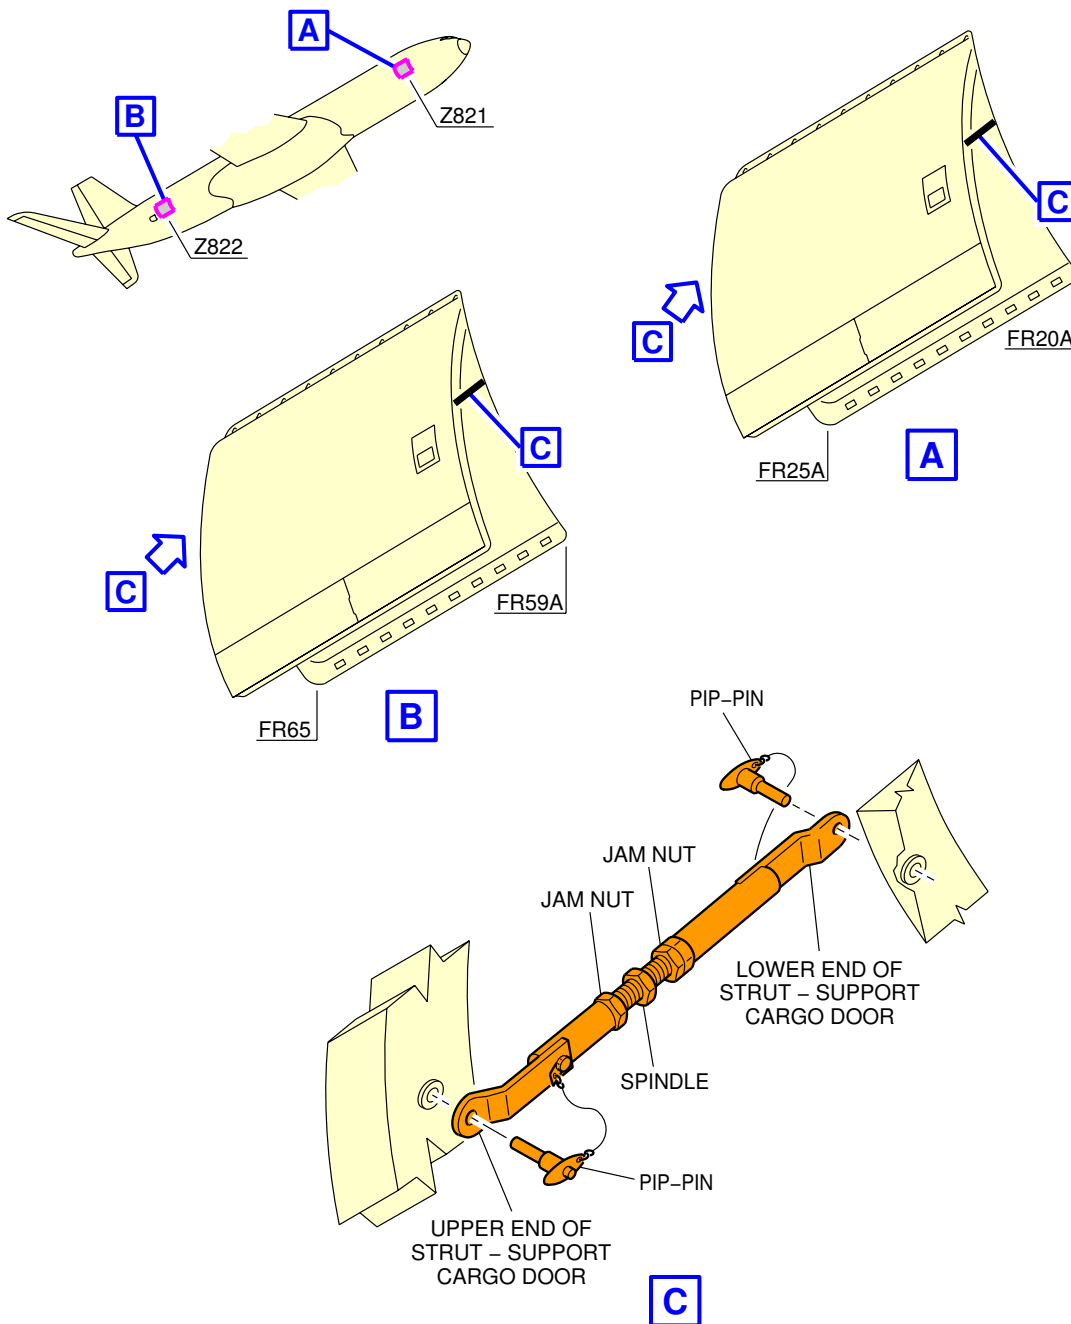 A
Z821
B
Z822
C
C
FR20A
FR25A
A
C
C
FR59A
FR65
B
PIP–PIN
JAM NUT
JAM NUT
LOWER END OF
STRUT – SUPPORT
CARGO DOOR
SPINDLE
PIP–PIN
UPPER END OF
STRUT – SUPPORT
CARGO DOOR
C